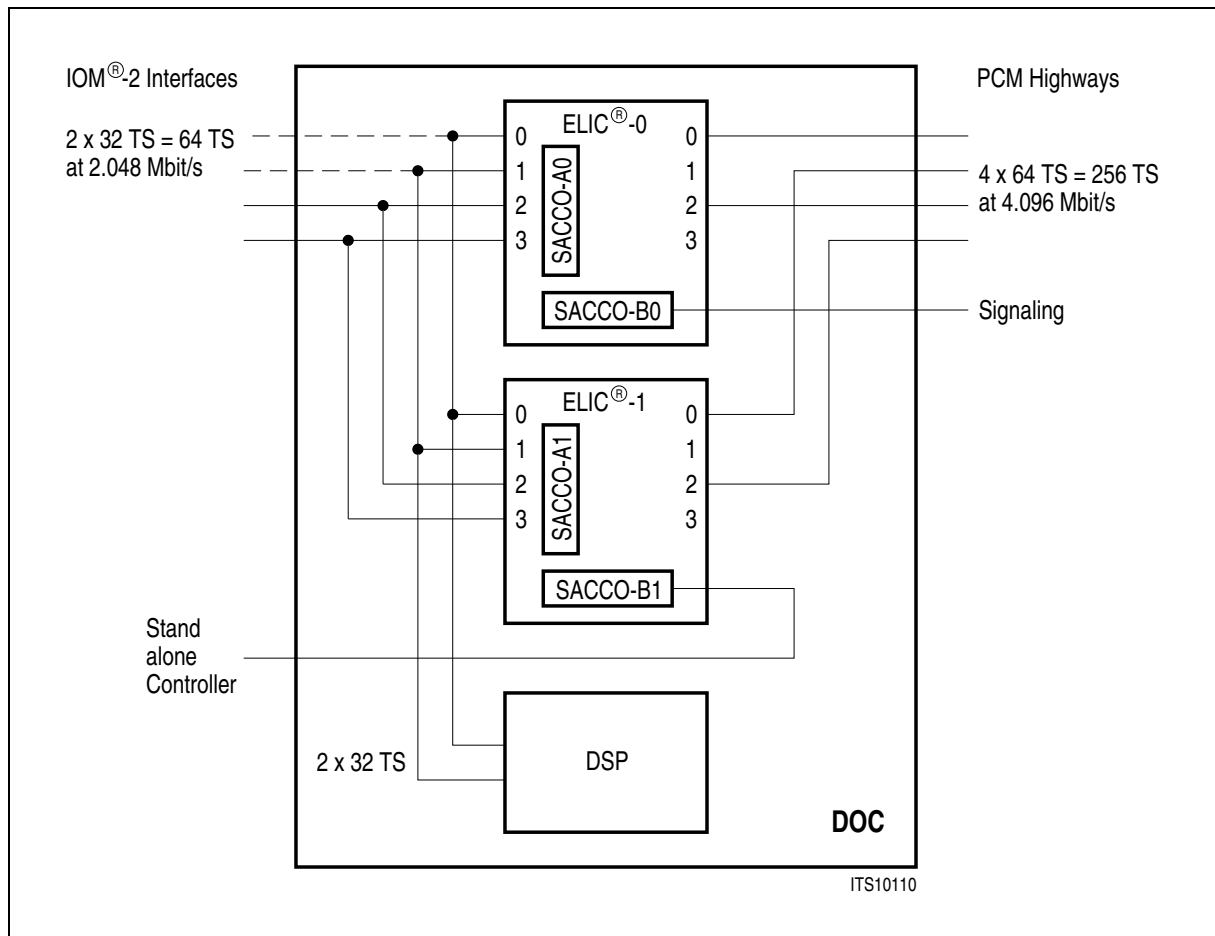 IOM®-2 Interfaces
PCM Highways
2 x 32 TS = 64 TS
at 2.048 Mbit/s
4 x 64 TS = 256 TS
at 4.096 Mbit/s
ELIC®-0
0
1
2
3
SACCO-A0
0
1
2
3
SACCO-B0
Signaling
ELIC®-1
0
1
2
3
SACCO-A1
0
1
2
3
SACCO-B1
Stand
alone
Controller
2 x 32 TS
DSP
DOC
ITS10110